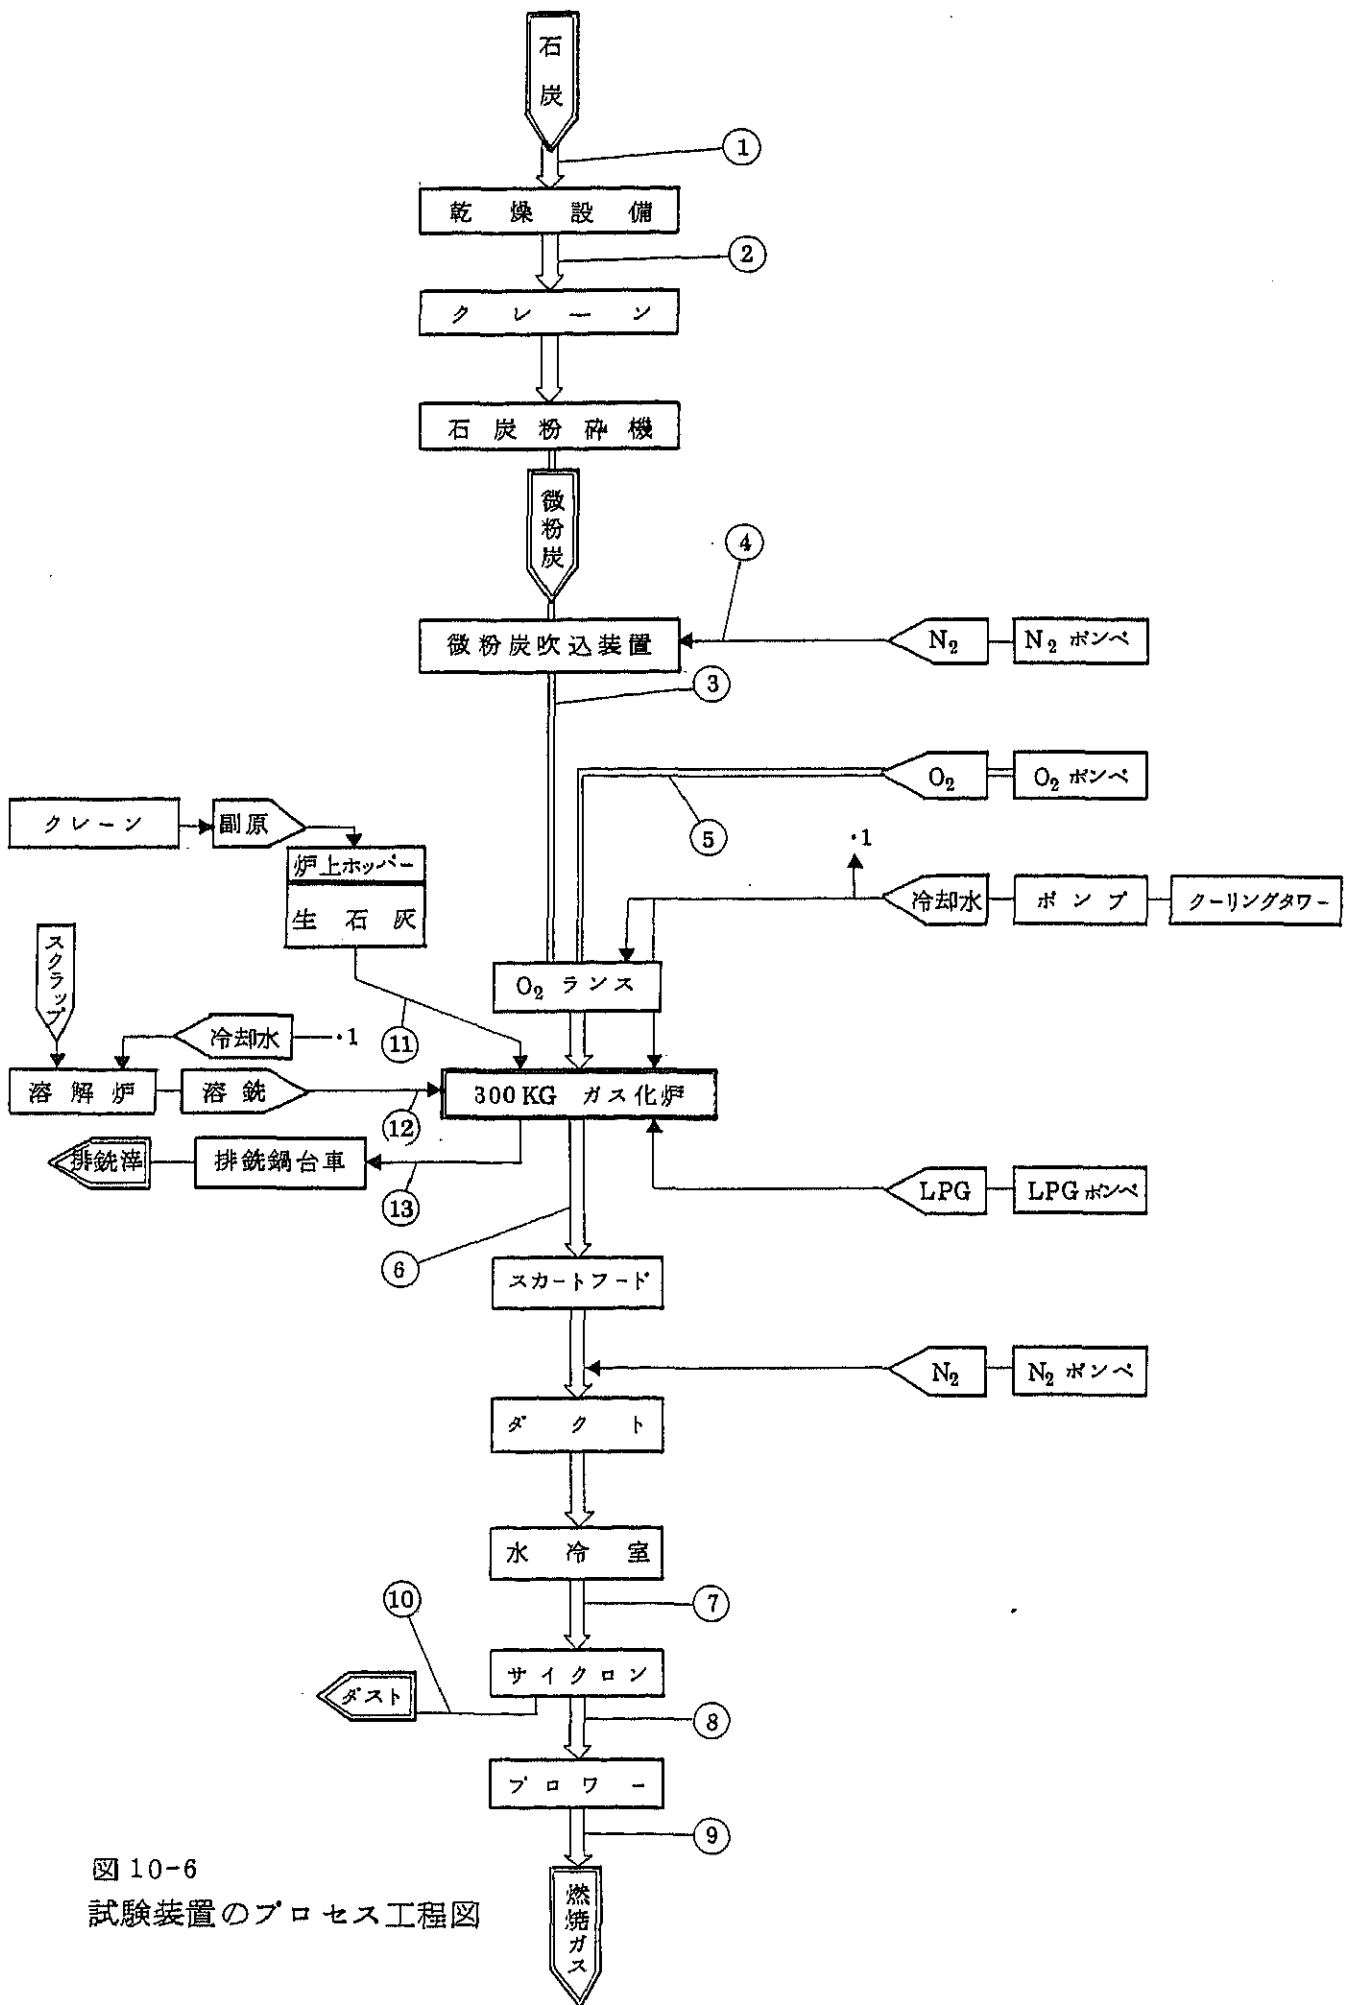 石炭
①
乾燥設備
②
クレーン
石炭粉砕機
微粉炭
④
微粉炭吹込装置
N₂
N₂ ボンベ
③
O₂
O₂ ボンベ
⑤
クレーン
副原
炉上ホッパー
生石灰
·1
冷却水
ポンプ
クーリングタワー
スクラップ
O₂ ランス
冷却水
·1
⑪
溶解炉
溶銑
⑫
300KG ガス化炉
排銑滓
排銑鍋台車
⑬
LPG
LPG ボンベ
⑥
スカートフード
N₂
N₂ ボンベ
ダクト
水冷室
⑩
⑦
サイクロン
ダスト
⑧
ブロワー
⑨
燃焼ガス
図 10-6
試験装置のプロセス工程図